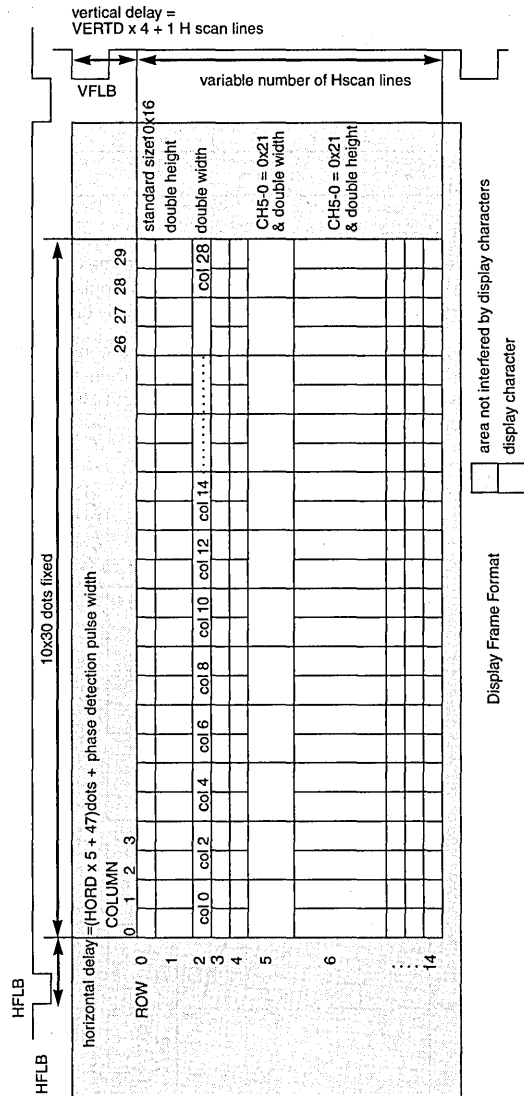 vertical delay =
VERTD x 4 + 1 H scan lines
VFLB
variable number of Hscan lines
standard size10x16
double height
double width
CH5-0 = 0x21
& double width
CH5-0 = 0x21
& double height
10x30 dots fixed
horizontal delay =(HORD x 5 + 47)dots + phase detection pulse width
COLUMN
0 1 2 3 26 27 28 29
HFLB
HFLB
ROW
0
1
2 col 0 col 2 col 4 col 6 col 8 col 10 col 12 col 14 ........ col 28
3
4
5
6
:
:
14
area not interfered by display characters
display character
Display Frame Format